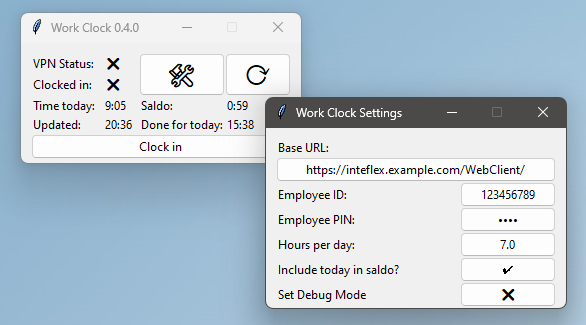 Work Clock 0.4.0
VPN Status:
Clocked in:
Time today: 9:05 Saldo: 0:59
Updated: 20:36 Done for today: 15:38
Clock in
Work Clock Settings
Base URL:
https://inteflex.example.com/WebClient/
Employee ID: 123456789
Employee PIN: ••••
Hours per day: 7.0
Include today in saldo? ✔
Set Debug Mode ✖